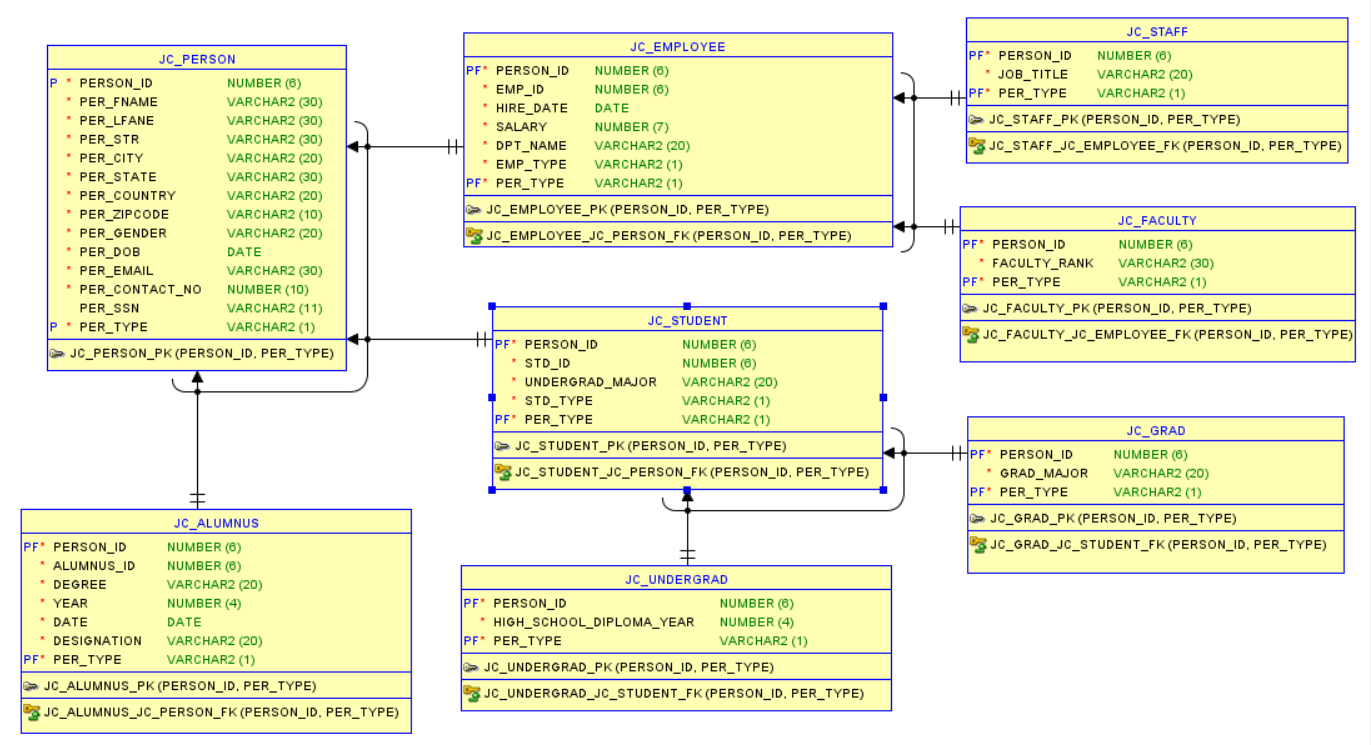 JC_PERSON
P * PERSON_ID NUMBER (6)
* PER_FNAME VARCHAR2 (30)
* PER_LFANE VARCHAR2 (30)
* PER_STR VARCHAR2 (30)
* PER_CITY VARCHAR2 (20)
* PER_STATE VARCHAR2 (30)
* PER_COUNTRY VARCHAR2 (20)
* PER_ZIPCODE VARCHAR2 (10)
* PER_GENDER VARCHAR2 (20)
* PER_DOB DATE
* PER_EMAIL VARCHAR2 (30)
* PER_CONTACT_NO NUMBER (10)
PER_SSN VARCHAR2 (11)
P * PER_TYPE VARCHAR2 (1)
JC_PERSON_PK (PERSON_ID, PER_TYPE)
JC_EMPLOYEE
PF* PERSON_ID NUMBER (6)
* EMP_ID NUMBER (6)
* HIRE_DATE DATE
* SALARY NUMBER (7)
* DPT_NAME VARCHAR2 (20)
* EMP_TYPE VARCHAR2 (1)
PF* PER_TYPE VARCHAR2 (1)
JC_EMPLOYEE_PK (PERSON_ID, PER_TYPE)
JC_EMPLOYEE_JC_PERSON_FK (PERSON_ID, PER_TYPE)
JC_STAFF
PF* PERSON_ID NUMBER (6)
* JOB_TITLE VARCHAR2 (20)
PF* PER_TYPE VARCHAR2 (1)
JC_STAFF_PK (PERSON_ID, PER_TYPE)
JC_STAFF_JC_EMPLOYEE_FK (PERSON_ID, PER_TYPE)
JC_FACULTY
PF* PERSON_ID NUMBER (6)
* FACULTY_RANK VARCHAR2 (30)
PF* PER_TYPE VARCHAR2 (1)
JC_FACULTY_PK (PERSON_ID, PER_TYPE)
JC_FACULTY_JC_EMPLOYEE_FK (PERSON_ID, PER_TYPE)
JC_STUDENT
PF* PERSON_ID NUMBER (6)
* STD_ID NUMBER (6)
* UNDERGRAD_MAJOR VARCHAR2 (20)
* STD_TYPE VARCHAR2 (1)
PF* PER_TYPE VARCHAR2 (1)
JC_STUDENT_PK (PERSON_ID, PER_TYPE)
JC_STUDENT_JC_PERSON_FK (PERSON_ID, PER_TYPE)
JC_GRAD
PF* PERSON_ID NUMBER (6)
* GRAD_MAJOR VARCHAR2 (20)
PF* PER_TYPE VARCHAR2 (1)
JC_GRAD_PK (PERSON_ID, PER_TYPE)
JC_GRAD_JC_STUDENT_FK (PERSON_ID, PER_TYPE)
JC_ALUMNUS
PF* PERSON_ID NUMBER (6)
* ALUMNUS_ID NUMBER (6)
* DEGREE VARCHAR2 (20)
* YEAR NUMBER (4)
* DATE DATE
* DESIGNATION VARCHAR2 (20)
PF* PER_TYPE VARCHAR2 (1)
JC_ALUMNUS_PK (PERSON_ID, PER_TYPE)
JC_ALUMNUS_JC_PERSON_FK (PERSON_ID, PER_TYPE)
JC_UNDERGRAD
PF* PERSON_ID NUMBER (6)
* HIGH_SCHOOL_DIPLOMA_YEAR NUMBER (4)
PF* PER_TYPE VARCHAR2 (1)
JC_UNDERGRAD_PK (PERSON_ID, PER_TYPE)
JC_UNDERGRAD_JC_STUDENT_FK (PERSON_ID, PER_TYPE)